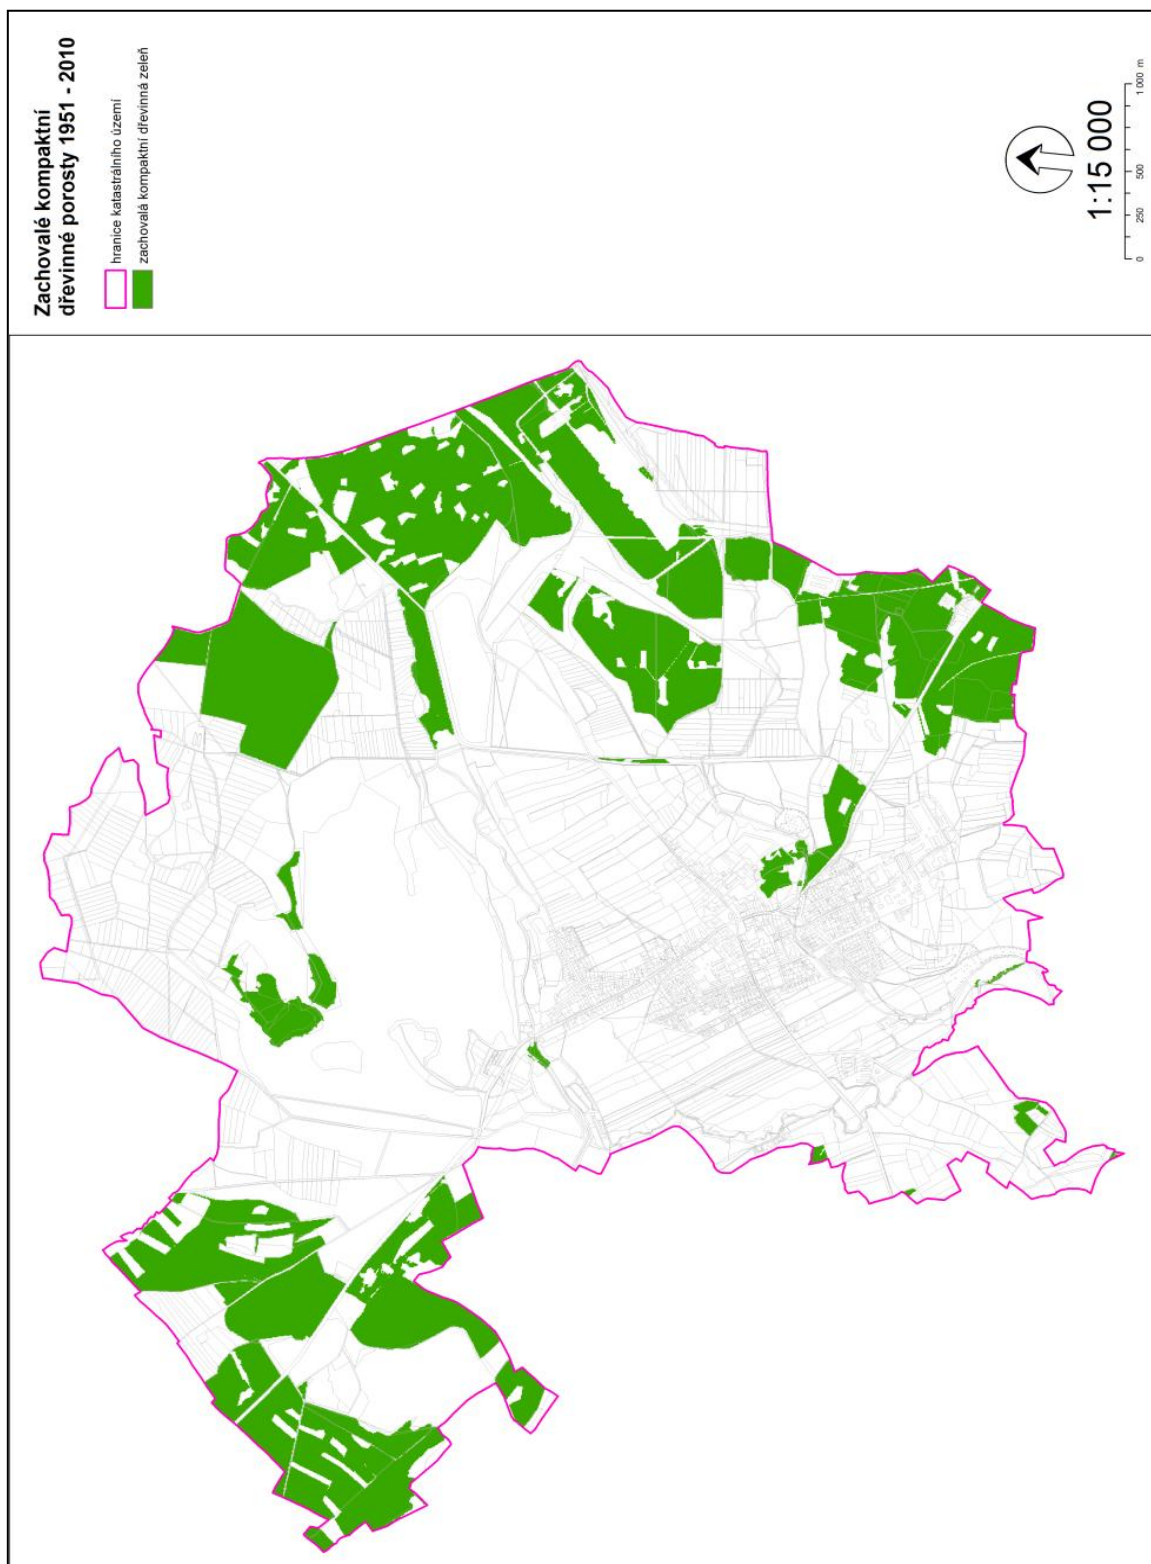 Zachovalé kompaktní
dřevinné porosty 1951 - 2010
hranice katastrálního území
zachovalá kompaktní dřevinná zeleň
1:15 000
0 250 500 1 000 m